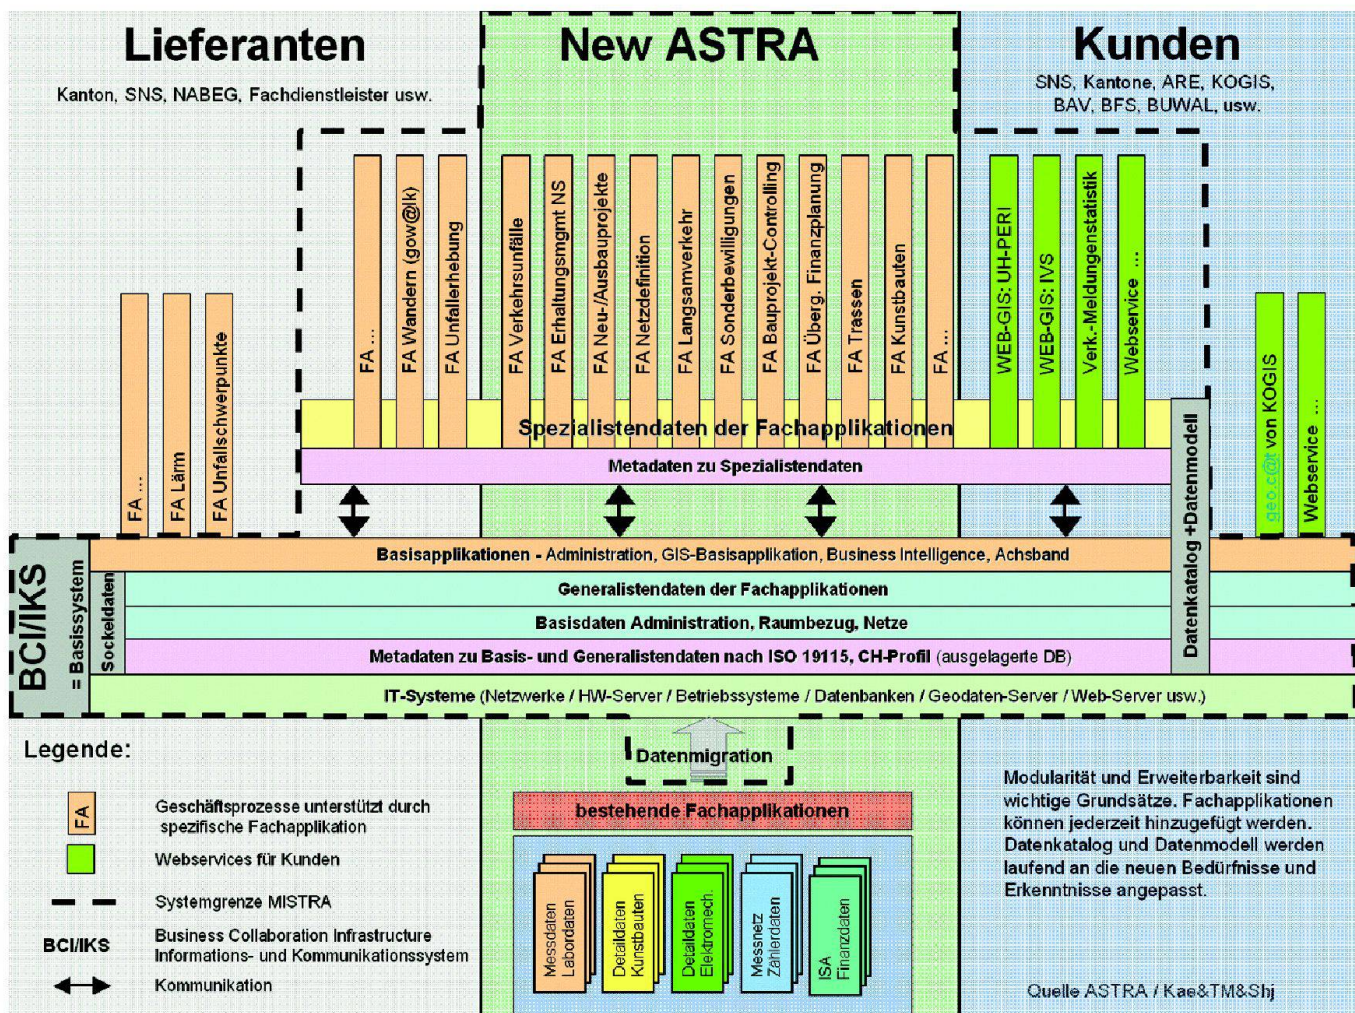 Lieferanten
Kanton, SNS, NABEG, Fachdienstleister usw.
New ASTRA
Kunden
SNS, Kantone, ARE, KOGIS,
BAV, BFS, BUWAL, usw.
FA ...
FA Lärm
FA Unfallschwerpunkte
FA ...
FA Wandern (gow@lk)
FA Unfallerhebung
FA Verkehrsunfälle
FA Erhaltungsmgmt NS
FA Neu-/Ausbauprojekte
FA Netzdefinition
FA Langsamverkehr
FA Sonderbewilligungen
FA Bauprojekt-Controlling
FA Überg. Finanzplanung
FA Trassen
FA Kunstbauten
FA ...
WEB-GIS: UH-PERI
WEB-GIS: IVS
Verk.-Meldungenstatistik
Webservice ...
geo.c@t von KOGIS
Webservice ...
Spezialistendaten der Fachapplikationen
Metadaten zu Spezialistendaten
Datenkatalog +Datenmodell
BCI/IKS
= Basissystem
Sockeldaten
Basisapplikationen - Administration, GIS-Basisapplikation, Business Intelligence, Achsband
Generalistendaten der Fachapplikationen
Basisdaten Administration, Raumbezug, Netze
Metadaten zu Basis- und Generalistendaten nach ISO 19115, CH-Profil (ausgelagerte DB)
IT-Systeme (Netzwerke / HW-Server / Betriebssysteme / Datenbanken / Geodaten-Server / Web-Server usw.)
Legende:
FA
Geschäftsprozesse unterstützt durch
spezifische Fachapplikation
Webservices für Kunden
Systemgrenze MISTRA
BCI/IKS
Business Collaboration Infrastructure
Informations- und Kommunikationssystem
Kommunikation
Datenmigration
bestehende Fachapplikationen
Messdaten
Labordaten
Detaildaten
Kunstbauten
Detaildaten
Elektromech.
Messnetz
Zahlerdaten
ISA
Finanzdaten
Modularität und Erweiterbarkeit sind
wichtige Grundsätze. Fachapplikationen
können jederzeit hinzugefügt werden.
Datenkatalog und Datenmodell werden
laufend an die neuen Bedürfnisse und
Erkenntnisse angepasst.
Quelle ASTRA / Kae&TM&Shj